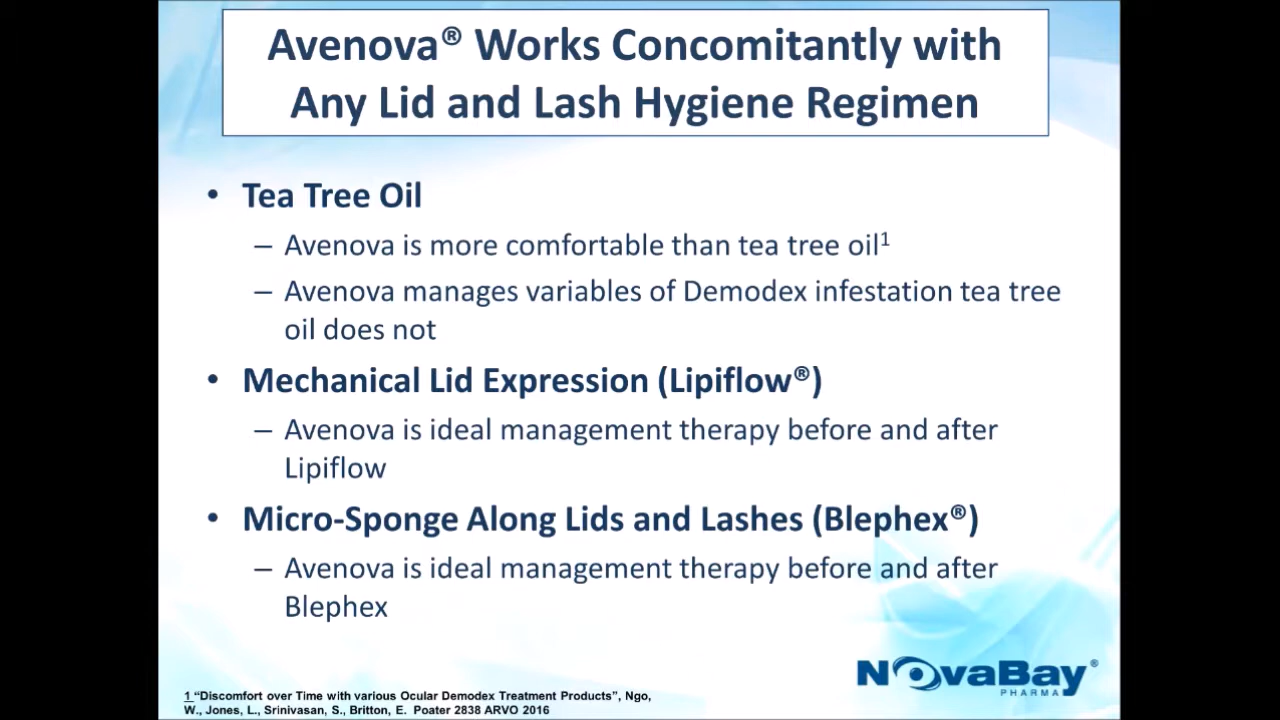 Avenova® Works Concomitantly with
Any Lid and Lash Hygiene Regimen
• Tea Tree Oil
– Avenova is more comfortable than tea tree oil¹
– Avenova manages variables of Demodex infestation tea tree
oil does not
• Mechanical Lid Expression (Lipiflow®)
– Avenova is ideal management therapy before and after
Lipiflow
• Micro-Sponge Along Lids and Lashes (Blephex®)
– Avenova is ideal management therapy before and after
Blephex
NovaBay®
PHARMA
1 “Discomfort over Time with various Ocular Demodex Treatment Products”, Ngo,
W., Jones, L., Srinivasan, S., Britton, E. Poater 2838 ARVO 2016